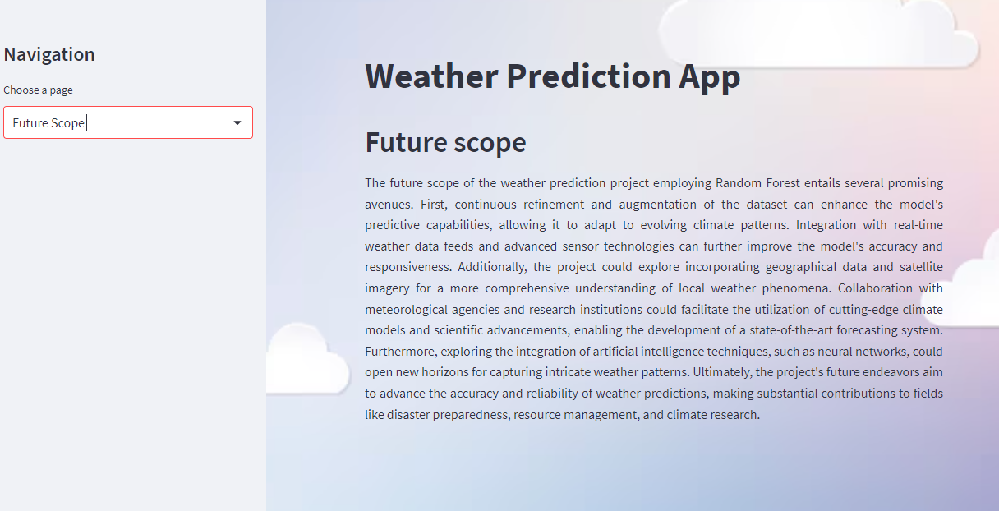 Navigation
Choose a page
Future Scope
Weather Prediction App
Future scope
The future scope of the weather prediction project employing Random Forest entails several promising
avenues. First, continuous refinement and augmentation of the dataset can enhance the model's
predictive capabilities, allowing it to adapt to evolving climate patterns. Integration with real-time
weather data feeds and advanced sensor technologies can further improve the model's accuracy and
responsiveness. Additionally, the project could explore incorporating geographical data and satellite
imagery for a more comprehensive understanding of local weather phenomena. Collaboration with
meteorological agencies and research institutions could facilitate the utilization of cutting-edge climate
models and scientific advancements, enabling the development of a state-of-the-art forecasting system.
Furthermore, exploring the integration of artificial intelligence techniques, such as neural networks, could
open new horizons for capturing intricate weather patterns. Ultimately, the project's future endeavors aim
to advance the accuracy and reliability of weather predictions, making substantial contributions to fields
like disaster preparedness, resource management, and climate research.